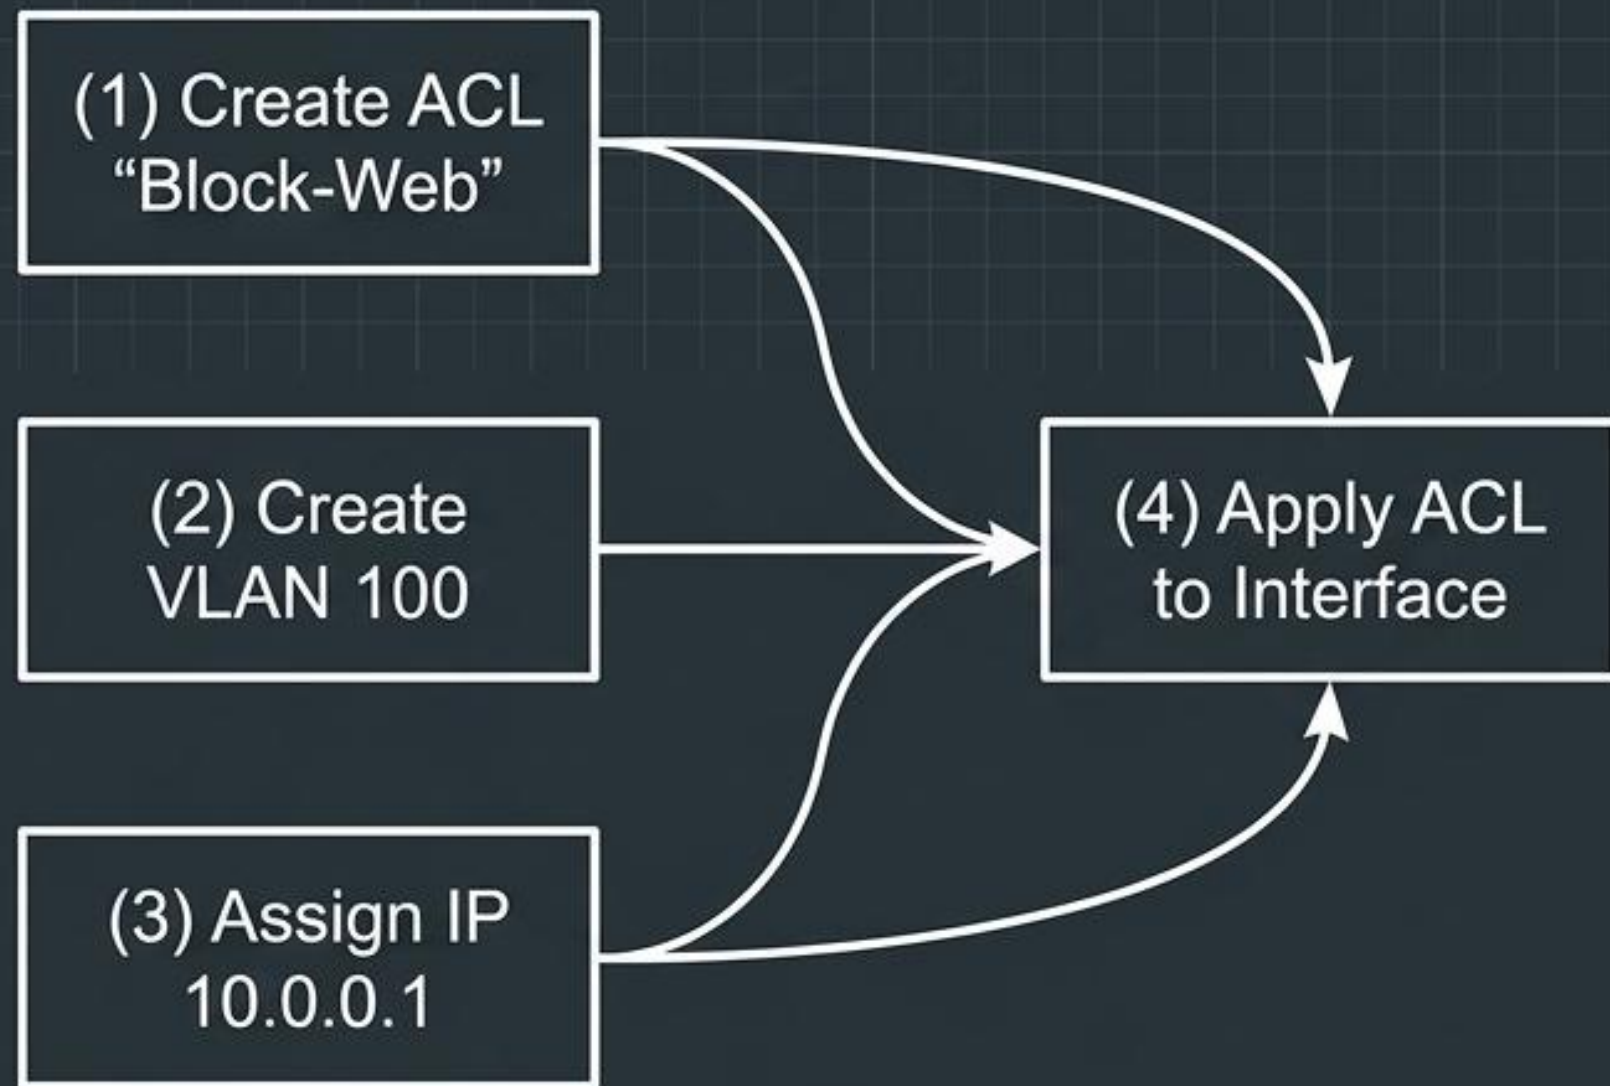 (1) Create ACL
“Block-Web”
(2) Create
VLAN 100
(3) Assign IP
10.0.0.1
(4) Apply ACL
to Interface